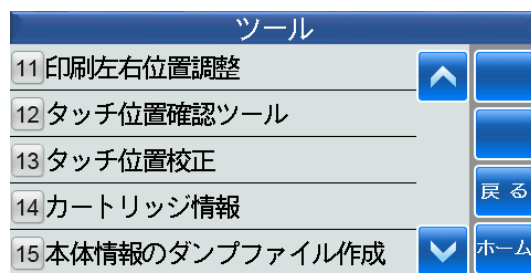 ツール
11 印刷左右位置調整
12 タッチ位置確認ツール
13 タッチ位置校正
14 カートリッジ情報
15 本体情報のダンプファイル作成
戻る
ホーム